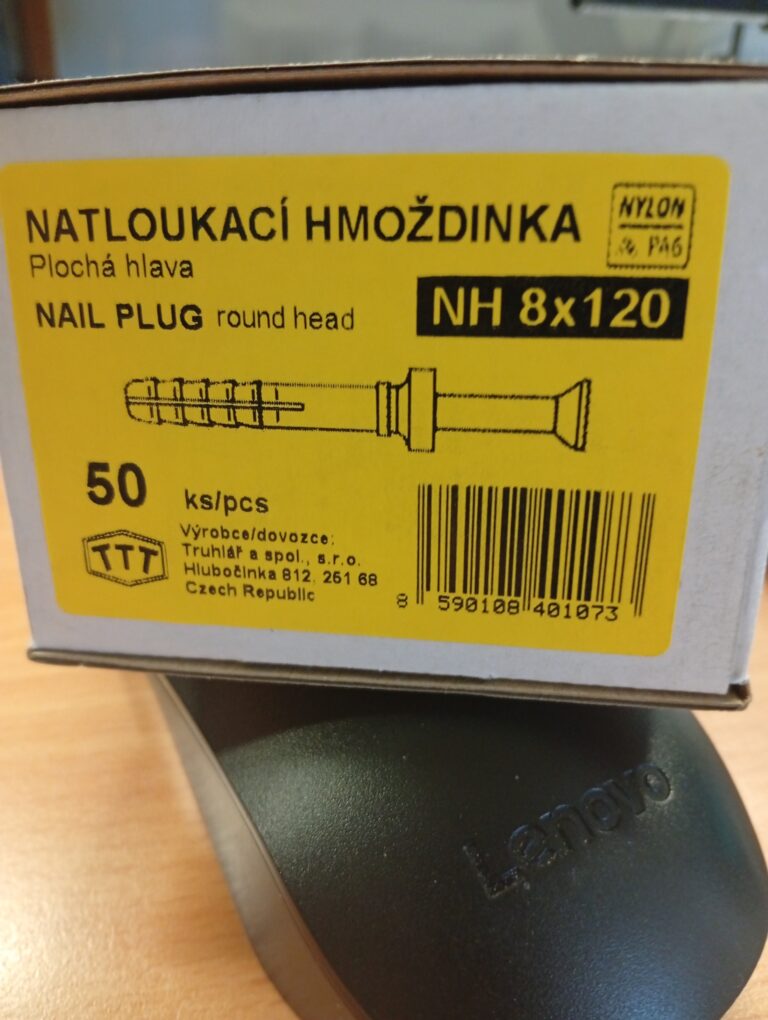 NATLOUKACÍ HMOŽDINKA
NYLON
PA6
Plochá hlava
NAIL PLUG round head
NH 8x120
50 ks/pcs
TTT
Výrobce/dovozce:
Truhlář a spol., s.r.o.
Hlubočinka 812, 251 68
Czech Republic
8 590108 401073
Lenovo